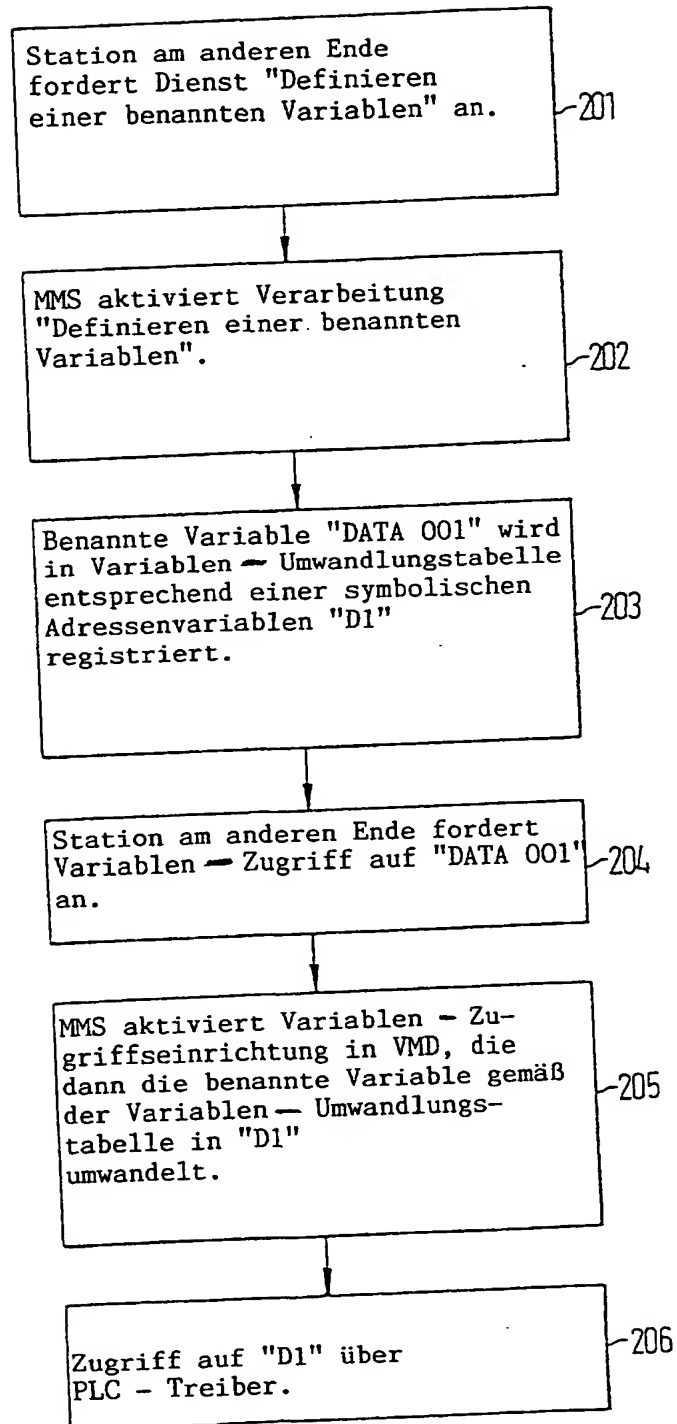 Station am anderen Ende
fordert Dienst "Definieren
einer benannten Variablen" an.
201
MMS aktiviert Verarbeitung
"Definieren einer benannten
Variablen".
202
Benannte Variable "DATA 001" wird
in Variablen - Umwandlungstabelle
entsprechend einer symbolischen
Adressenvariablen "D1"
registriert.
203
Station am anderen Ende fordert
Variablen - Zugriff auf "DATA 001"
an.
204
MMS aktiviert Variablen - Zu-
griffseinrichtung in VMD, die
dann die benannte Variable gemäß
der Variablen - Umwandlungs-
tabelle in "D1"
umwandelt.
205
Zugriff auf "D1" über
PLC - Treiber.
206